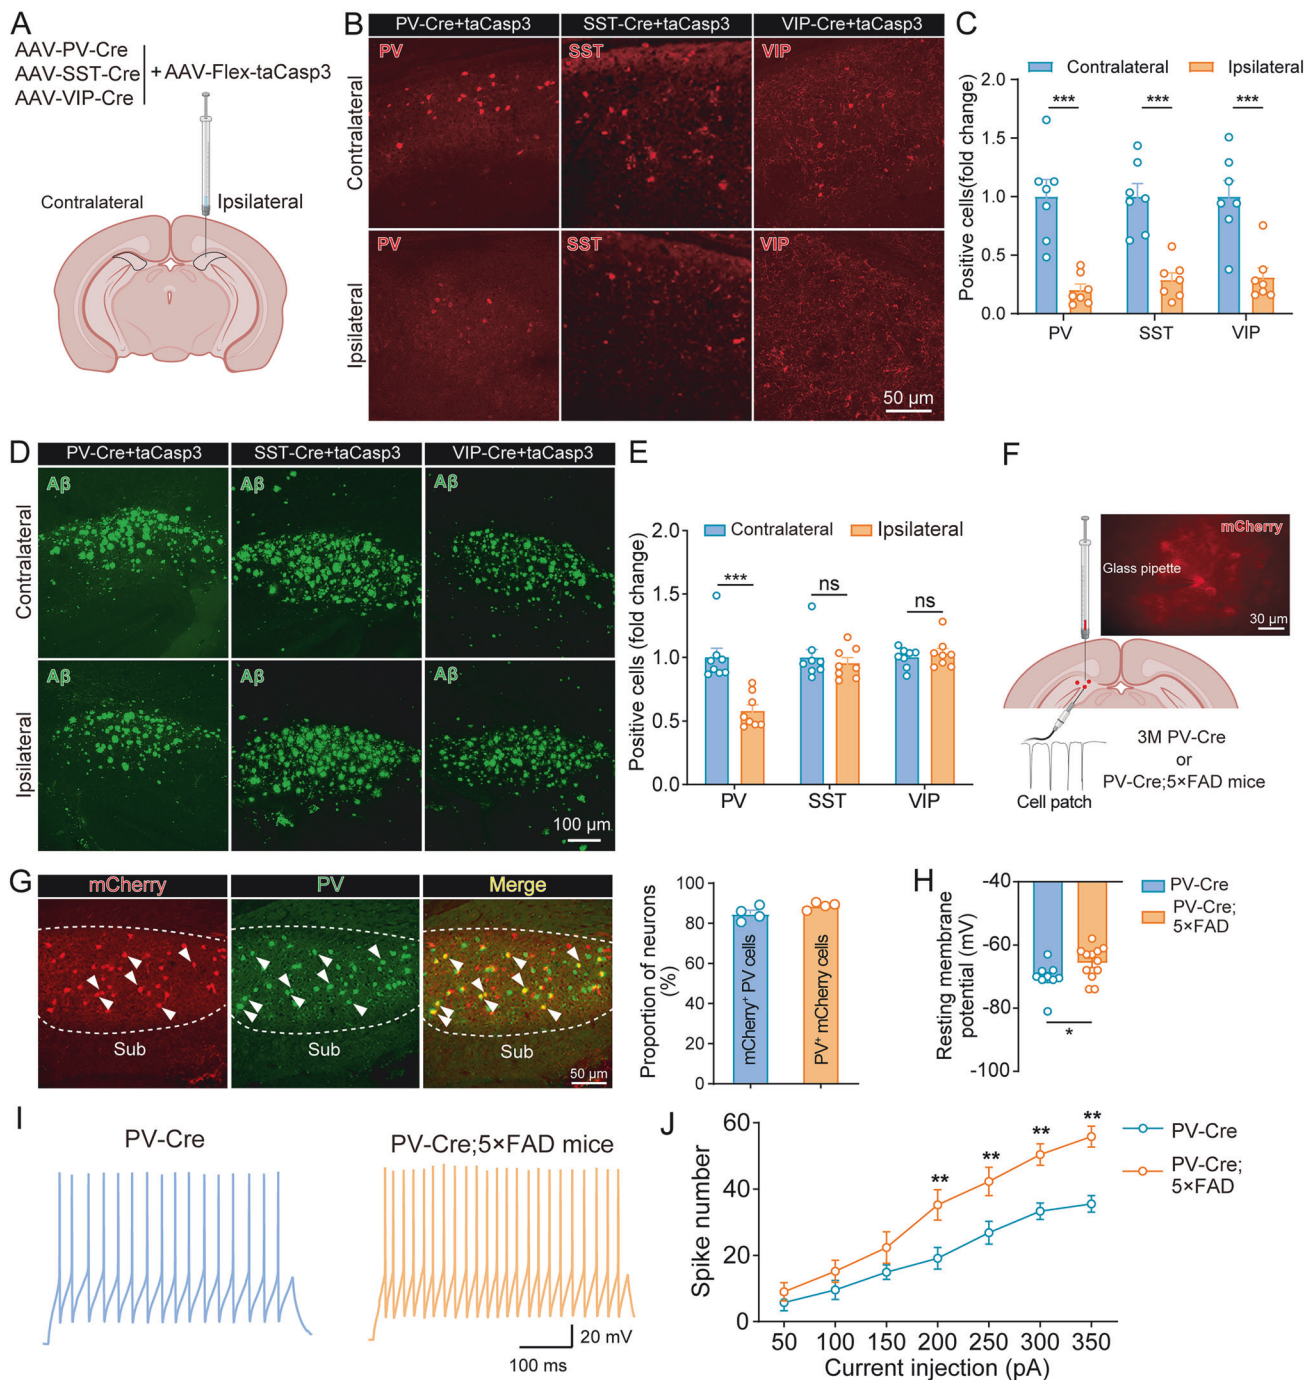 A
AAV-PV-Cre
AAV-SST-Cre
AAV-VIP-Cre
+AAV-Flex-taCasp3
Contralateral
Ipsilateral
B
PV-Cre+taCasp3
SST-Cre+taCasp3
VIP-Cre+taCasp3
Contralateral
PV
SST
VIP
Ipsilateral
PV
SST
VIP
50 μm
C
Contralateral
Ipsilateral
Positive cells(fold change)
2.0
1.5
1.0
0.5
0.0
***
***
***
PV
SST
VIP
D
PV-Cre+taCasp3
SST-Cre+taCasp3
VIP-Cre+taCasp3
Contralateral
Aβ
Aβ
Aβ
Ipsilateral
Aβ
Aβ
Aβ
100 μm
E
Contralateral
Ipsilateral
Positive cells (fold change)
2.0
1.5
1.0
0.5
0.0
***
ns
ns
PV
SST
VIP
F
mCherry
Glass pipette
30 μm
3M PV-Cre
or
PV-Cre;5×FAD mice
Cell patch
G
mCherry
PV
Merge
Sub
Sub
Sub
50 μm
Proportion of neurons
(%)
100
80
60
40
20
0
mCherry⁺ PV cells
PV⁺ mCherry cells
H
PV-Cre
PV-Cre;
5×FAD
Resting membrane
potential (mV)
-40
-60
-80
-100
*
I
PV-Cre
PV-Cre;5×FAD mice
20 mV
100 ms
J
PV-Cre
PV-Cre;
5×FAD
Spike number
60
40
20
0
**
**
**
**
50
100
150
200
250
300
350
Current injection (pA)